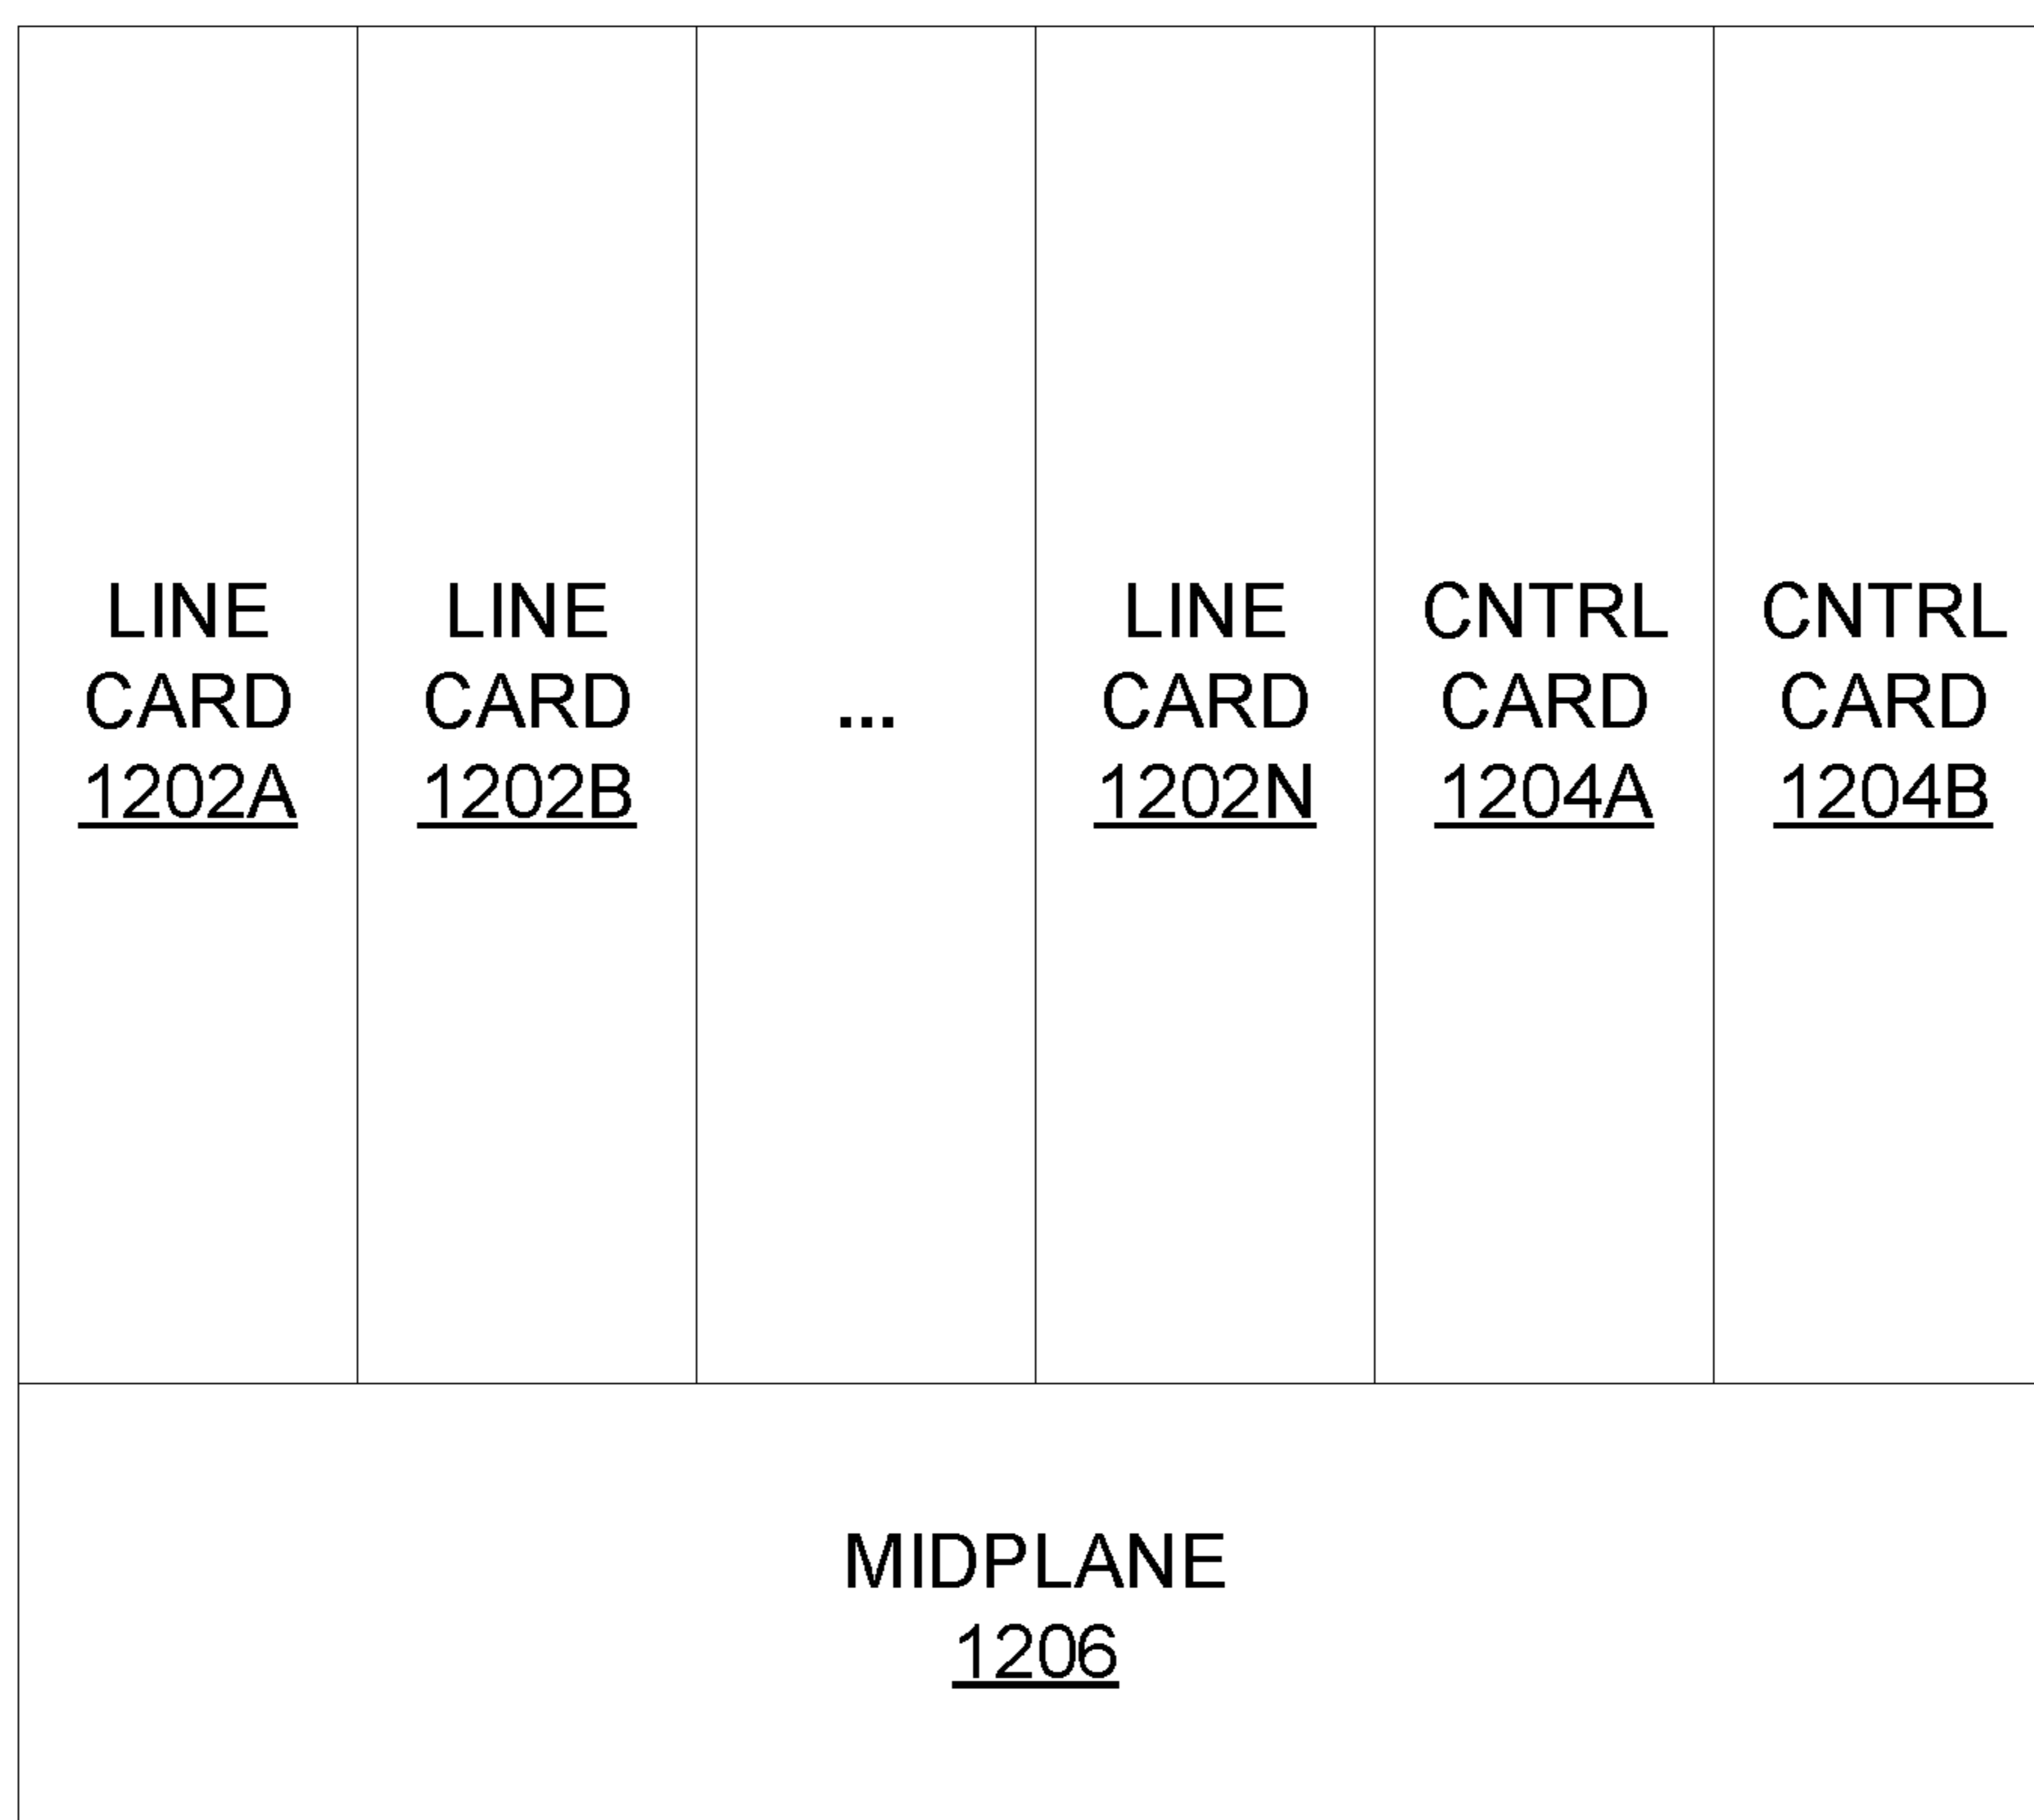 LINE
CARD
1202A
LINE
CARD
1202B
...
LINE
CARD
1202N
CNTRL
CARD
1204A
CNTRL
CARD
1204B
MIDPLANE
1206